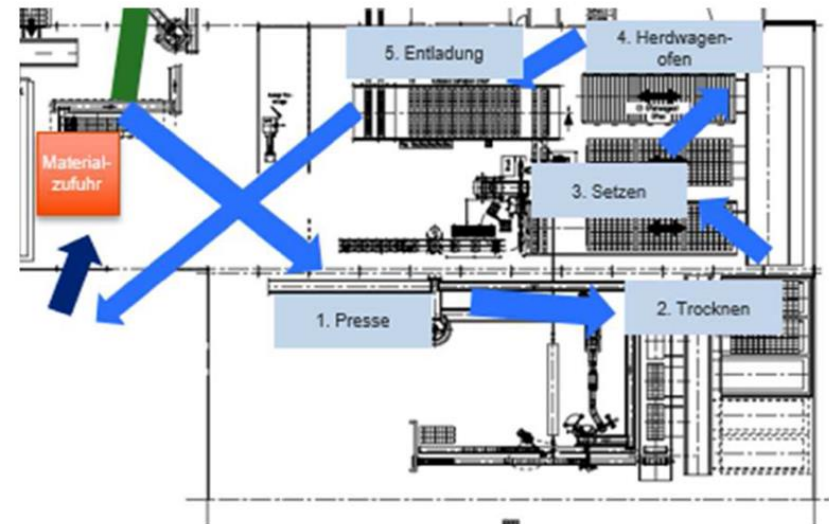 5. Entladung
4. Herdwagen-
ofen
Material-
zufuhr
3. Setzen
1. Presse
2. Trocknen